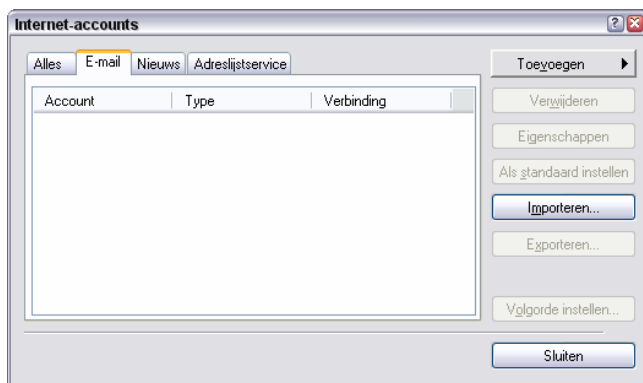 Internet-accounts
Alles E-mail Nieuws Adreslijstservice
Account Type Verbinding
Toevoegen
Verwijderen
Eigenschappen
Als standaard instellen
Importeren...
Exporteren...
Volgorde instellen...
Sluiten